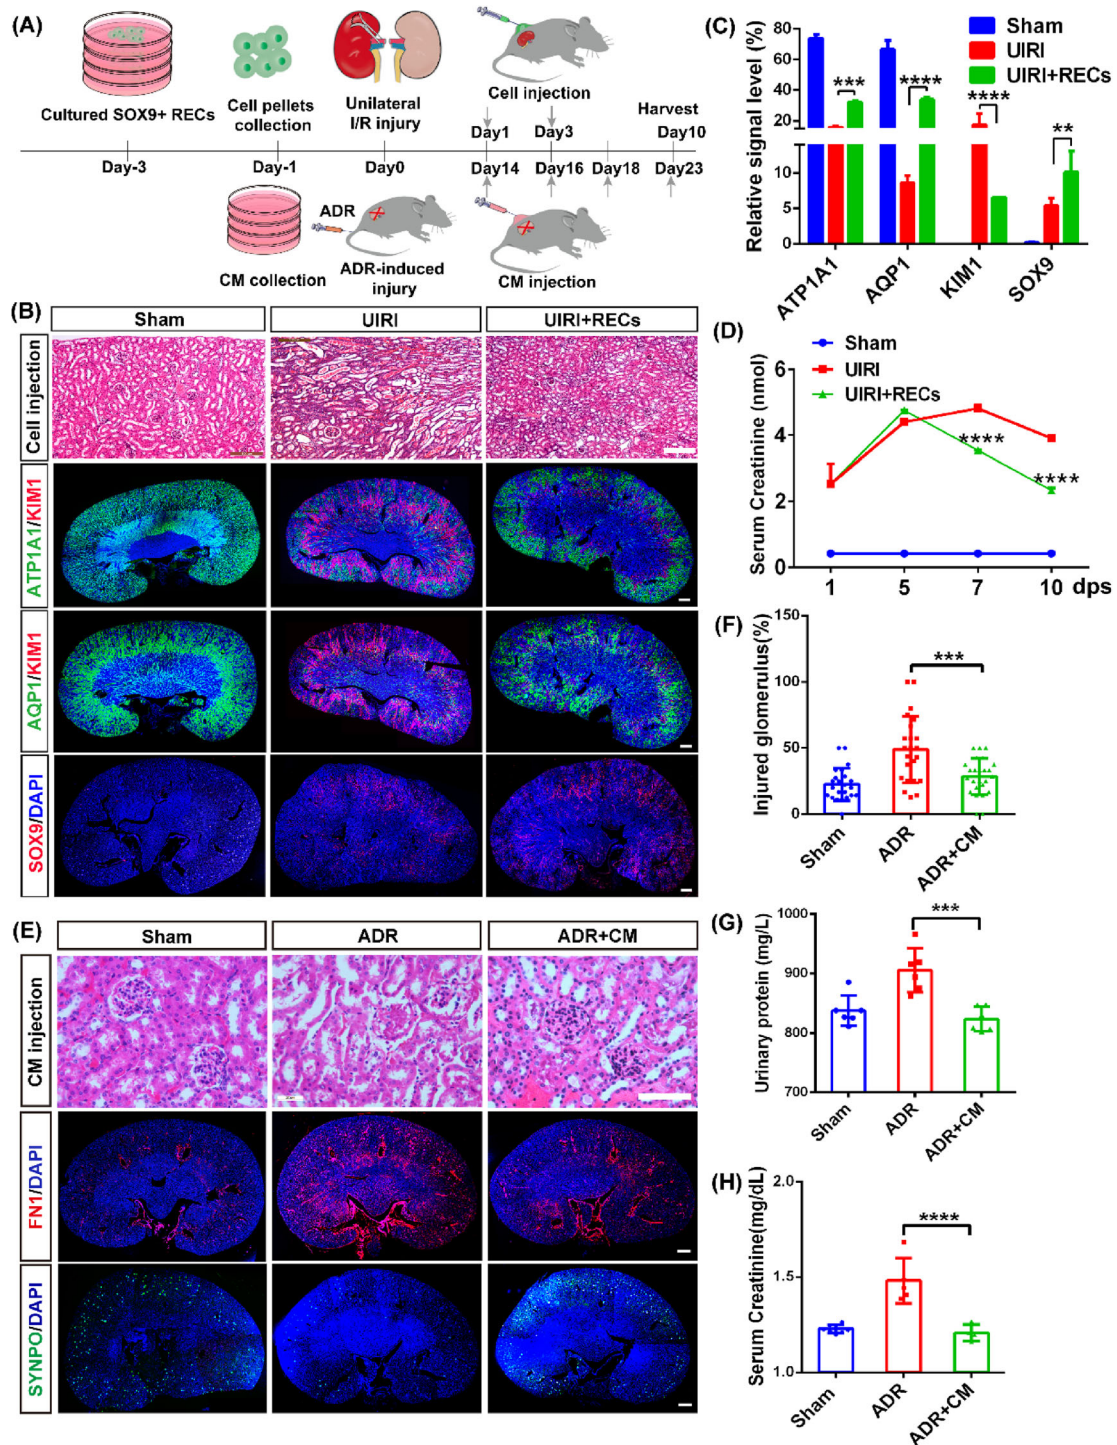 (A)
Cultured SOX9+ RECs
Cell pellets
collection
Unilateral
I/R injury
Cell injection
Harvest
Day1
Day3
Day10
Day-3
Day-1
Day0
Day14
Day16
Day18
Day23
CM collection
ADR
ADR-induced
injury
CM injection
(B)
Sham
UIRI
UIRI+RECs
Cell injection
ATP1A1/KIM1
AQP1/KIM1
SOX9/DAPI
(C)
Relative signal level (%)
80
60
40
20
10
5
0
Sham
UIRI
UIRI+RECs
***
****
****
**
ATP1A1
AQP1
KIM1
SOX9
(D)
Sham
UIRI
UIRI+RECs
Serum Creatinine (nmol)
6
4
2
0
****
****
1
5
7
10
dps
(E)
Sham
ADR
ADR+CM
CM injection
FN1/DAPI
SYNPO/DAPI
(F)
Injured glomerulus(%)
150
100
50
0
***
Sham
ADR
ADR+CM
(G)
Urinary protein (mg/L)
1000
900
800
700
***
Sham
ADR
ADR+CM
(H)
Serum Creatinine(mg/dL)
2.0
1.5
1.0
****
Sham
ADR
ADR+CM